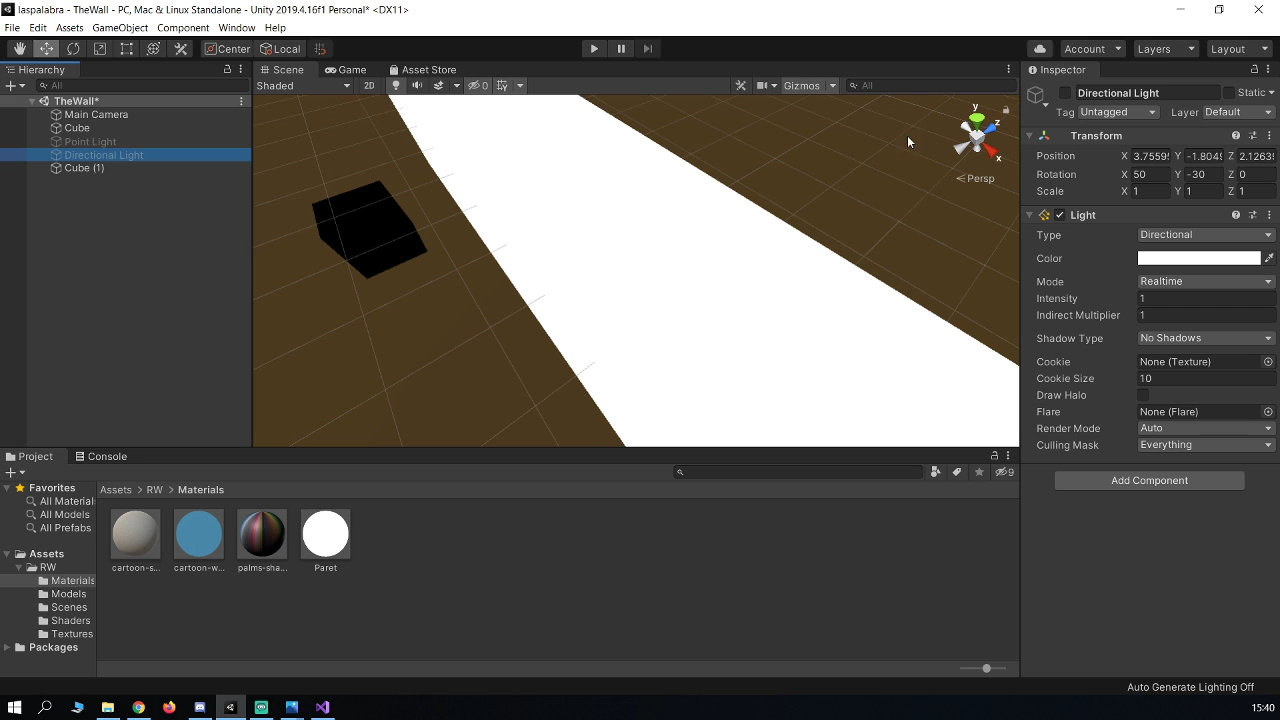 laspalabra - TheWall - PC, Mac & Linux Standalone - Unity 2019.4.16f1 Personal* <DX11>
File Edit Assets GameObject Component Window Help
Center Local Account Layers Layout
Hierarchy Scene Game Asset Store Inspector
All Shaded 2D 0 Gizmos All Directional Light Static
TheWall* Tag Untagged Layer Default
Main Camera
Cube
Point Light
Directional Light
Cube (1)
y
z
x
Persp
Transform
Position X 3.7559 Y -1.804 Z 2.1263
Rotation X 50 Y -30 Z 0
Scale X 1 Y 1 Z 1
Light
Type Directional
Color
Mode Realtime
Intensity 1
Indirect Multiplier 1
Shadow Type No Shadows
Cookie None (Texture)
Cookie Size 10
Draw Halo
Flare None (Flare)
Render Mode Auto
Culling Mask Everything
Add Component
Project Console
9
Favorites
All Material
All Models
All Prefabs
Assets
RW
Materials
Models
Scenes
Shaders
Textures
Packages
Assets > RW > Materials
cartoon-s... cartoon-w... palms-sha... Paret
Auto Generate Lighting Off
15:40